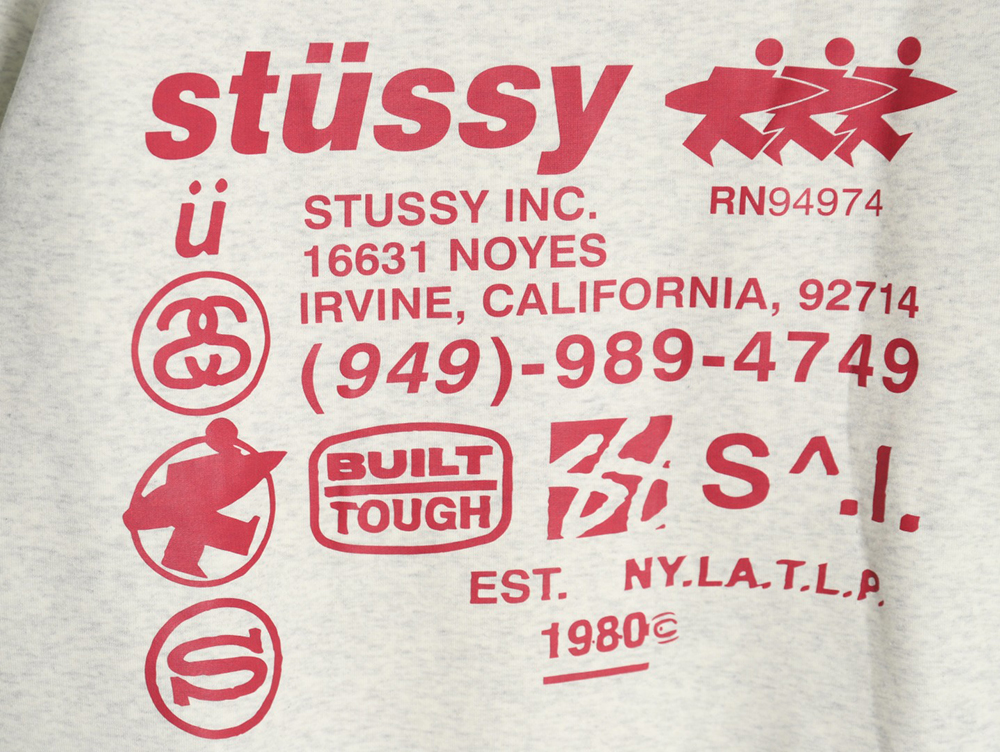 stüssy
RN94974
ü
STUSSY INC.
16631 NOYES
IRVINE, CALIFORNIA, 92714
(949)-989-4749
BUILT
TOUGH
S^.I.
EST.
NY.LA.T.L.P.
1980©
S